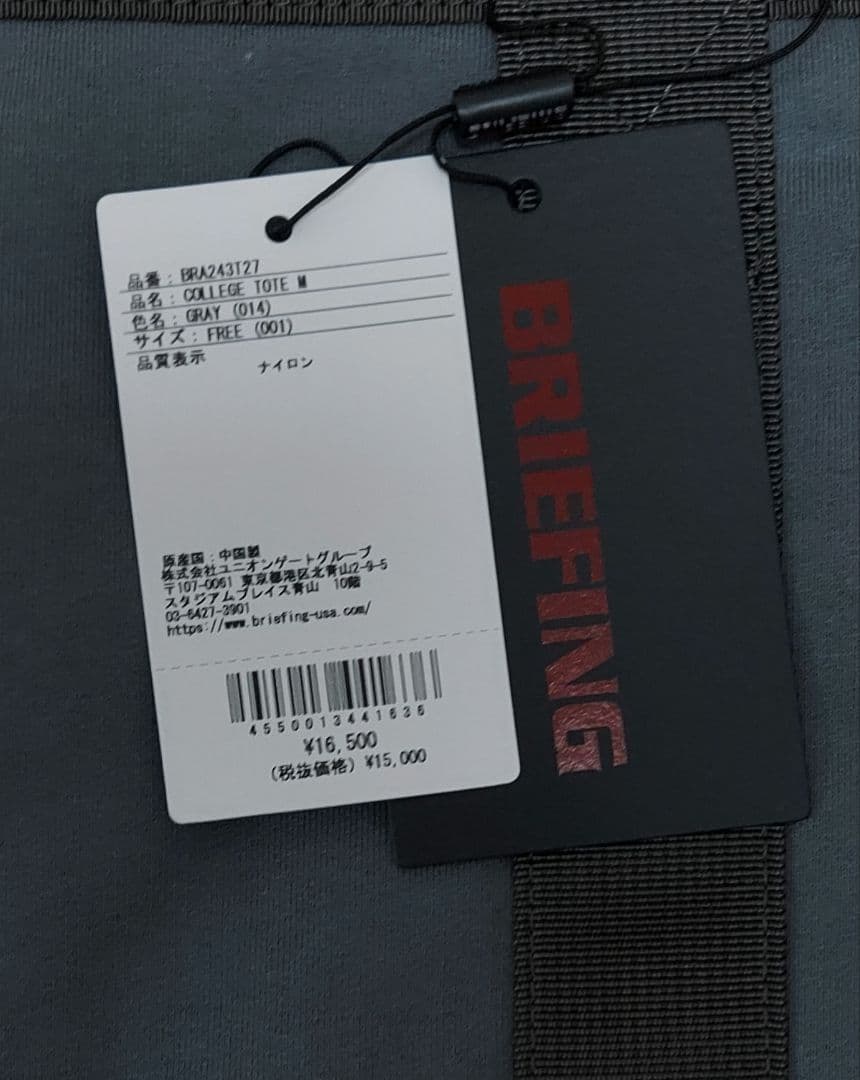 品番 : BRA243T27
品名 : COLLEGE TOTE M
色名 : GRAY (014)
サイズ : FREE (001)
品質表示
ナイロン
原産国 : 中国製
株式会社ユニオンゲートグループ
〒107-0061 東京都港区北青山2-9-5
スタジアムプレイス青山 10階
03-6427-3901
https://www.briefing-usa.com/
4550013441636
¥16,500
(税抜価格) ¥15,000
BRIEFING